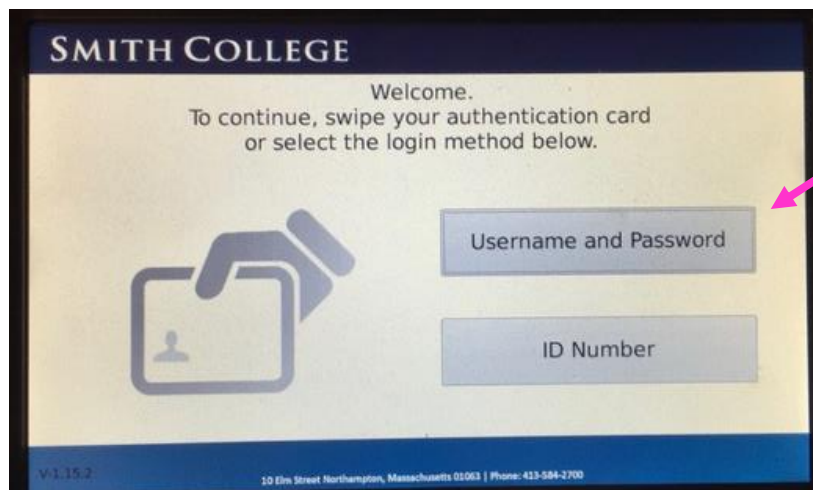 SMITH COLLEGE
Welcome.
To continue, swipe your authentication card
or select the login method below.
Username and Password
ID Number
V-1.15.2
10 Elm Street Northampton, Massachusetts 01063 | Phone: 413-584-2700